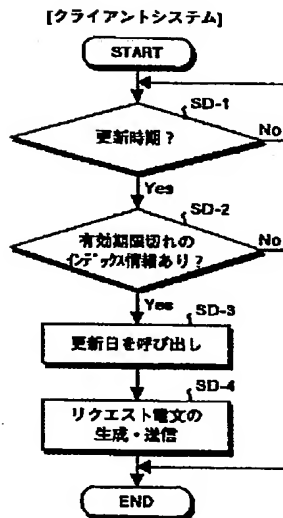 [クライアントシステム]
START
SD-1
更新時期？
No
Yes
SD-2
有効期限切れの
インデックス情報あり？
No
Yes
SD-3
更新日を呼び出し
SD-4
リクエスト電文の
生成・送信
END